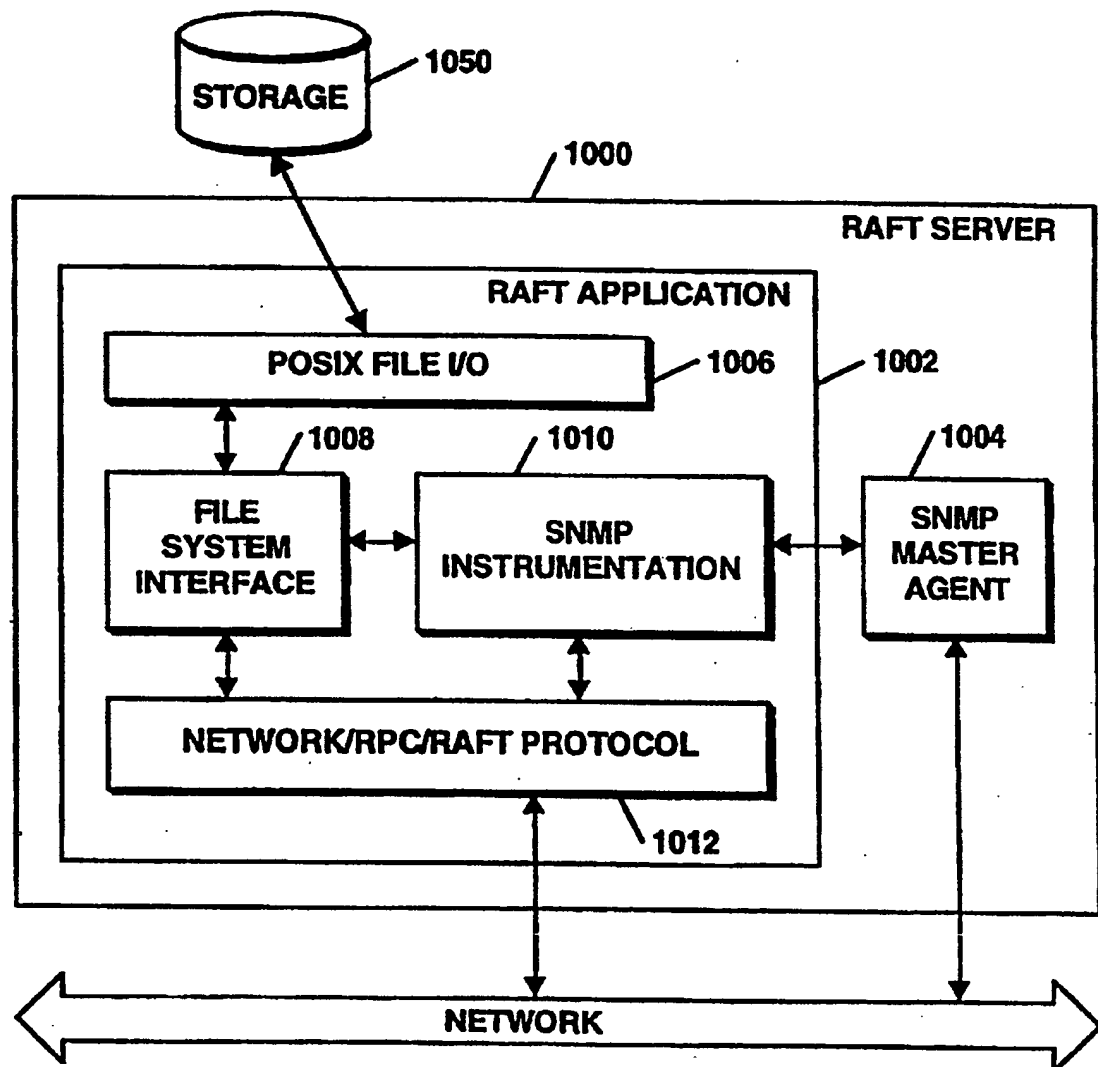 STORAGE
1050
1000
RAFT SERVER
RAFT APPLICATION
POSIX FILE I/O
1006
1002
1008
1010
1004
FILE
SYSTEM
INTERFACE
SNMP
INSTRUMENTATION
SNMP
MASTER
AGENT
NETWORK/RPC/RAFT PROTOCOL
1012
NETWORK